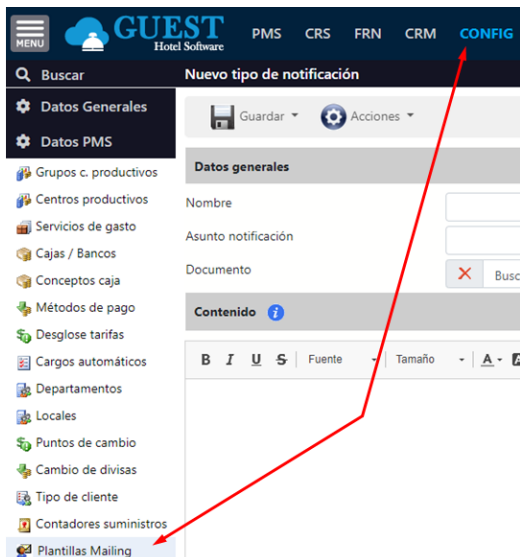 MENU
GUEST
Hotel Software
PMS CRS FRN CRM CONFIG
Buscar
Nuevo tipo de notificación
Datos Generales
Guardar Acciones
Datos PMS
Grupos c. productivos
Datos generales
Centros productivos
Nombre
Servicios de gasto
Asunto notificación
Cajas / Bancos
Documento
Busc
Conceptos caja
Métodos de pago
Contenido i
Desglose tarifas
Cargos automáticos
B I U S Fuente Tamaño A A
Departamentos
Locales
Puntos de cambio
Cambio de divisas
Tipo de cliente
Contadores suministros
Plantillas Mailing